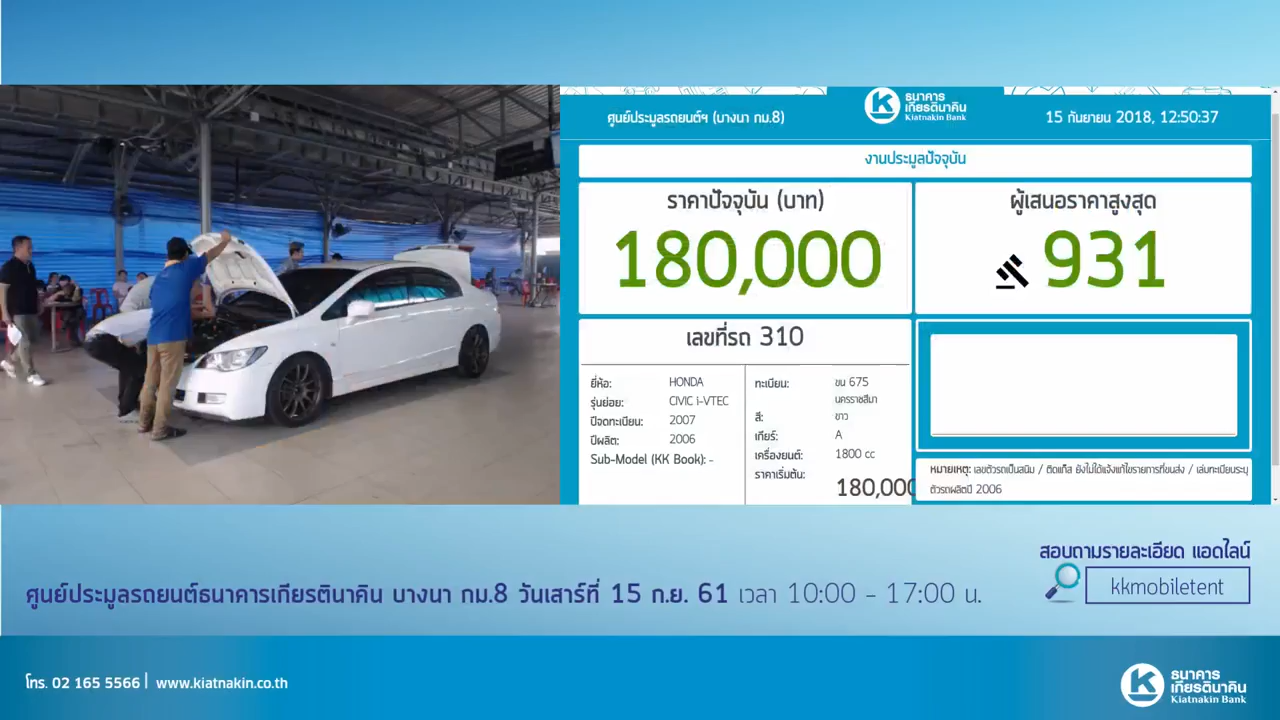 ศูนย์ประมูลรถยนต์ฯ (บางนา กม.8)
ธนาคาร
เกียรตินาคิน
Kiatnakin Bank
15 กันยายน 2018, 12:50:37
งานประมูลปัจจุบัน
ราคาปัจจุบัน (บาท)
180,000
ผู้เสนอราคาสูงสุด
931
เลขที่รถ 310
ยี่ห้อ: HONDA
รุ่นย่อย: CIVIC i-VTEC
ปีจดทะเบียน: 2007
ปีผลิต: 2006
Sub-Model (KK Book): -
ทะเบียน: ขน 675
นครราชสีมา
สี: ขาว
เกียร์: A
เครื่องยนต์: 1800 cc
ราคาเริ่มต้น:
180,000
หมายเหตุ: เลขตัวรถเป็นสนิม / ติดแก๊ส ยังไม่ได้แจ้งแก้ไขรายการที่ขนส่ง / เล่มทะเบียนระบุ
ตัวรถผลิตปี 2006
สอบถามรายละเอียด แอดไลน์
kkmobiletent
ศูนย์ประมูลรถยนต์ธนาคารเกียรตินาคิน บางนา กม.8 วันเสาร์ที่ 15 ก.ย. 61 เวลา 10:00 - 17:00 น.
โทร. 02 165 5566 | www.kiatnakin.co.th
ธนาคาร
เกียรตินาคิน
Kiatnakin Bank